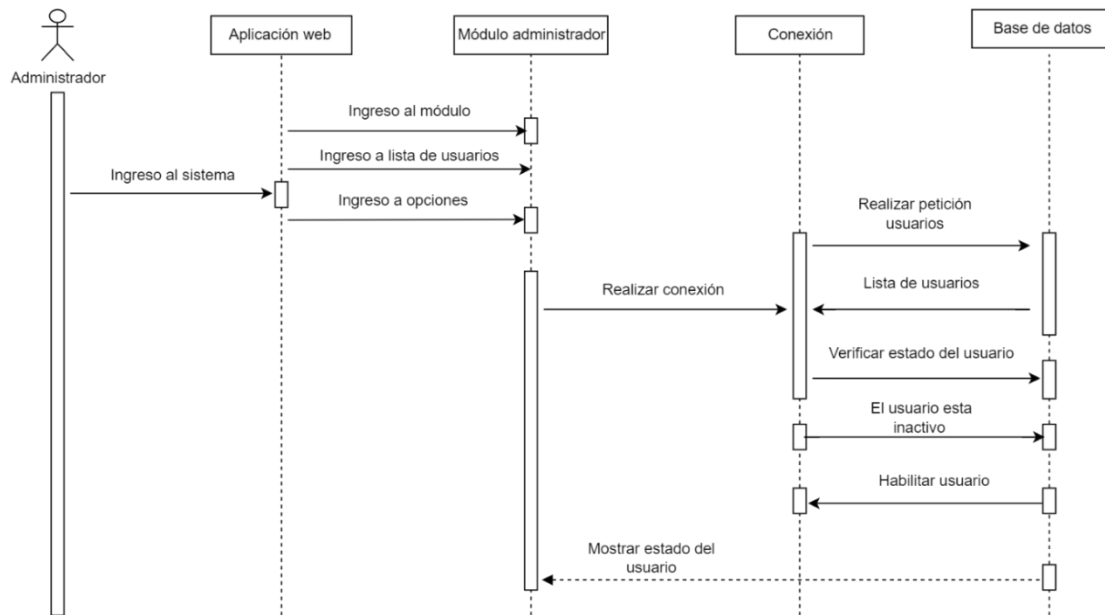 Aplicación web
Módulo administrador
Conexión
Base de datos
Administrador
Ingreso al módulo
Ingreso a lista de usuarios
Ingreso al sistema
Ingreso a opciones
Realizar petición
usuarios
Realizar conexión
Lista de usuarios
Verificar estado del usuario
El usuario esta
inactivo
Habilitar usuario
Mostrar estado del
usuario